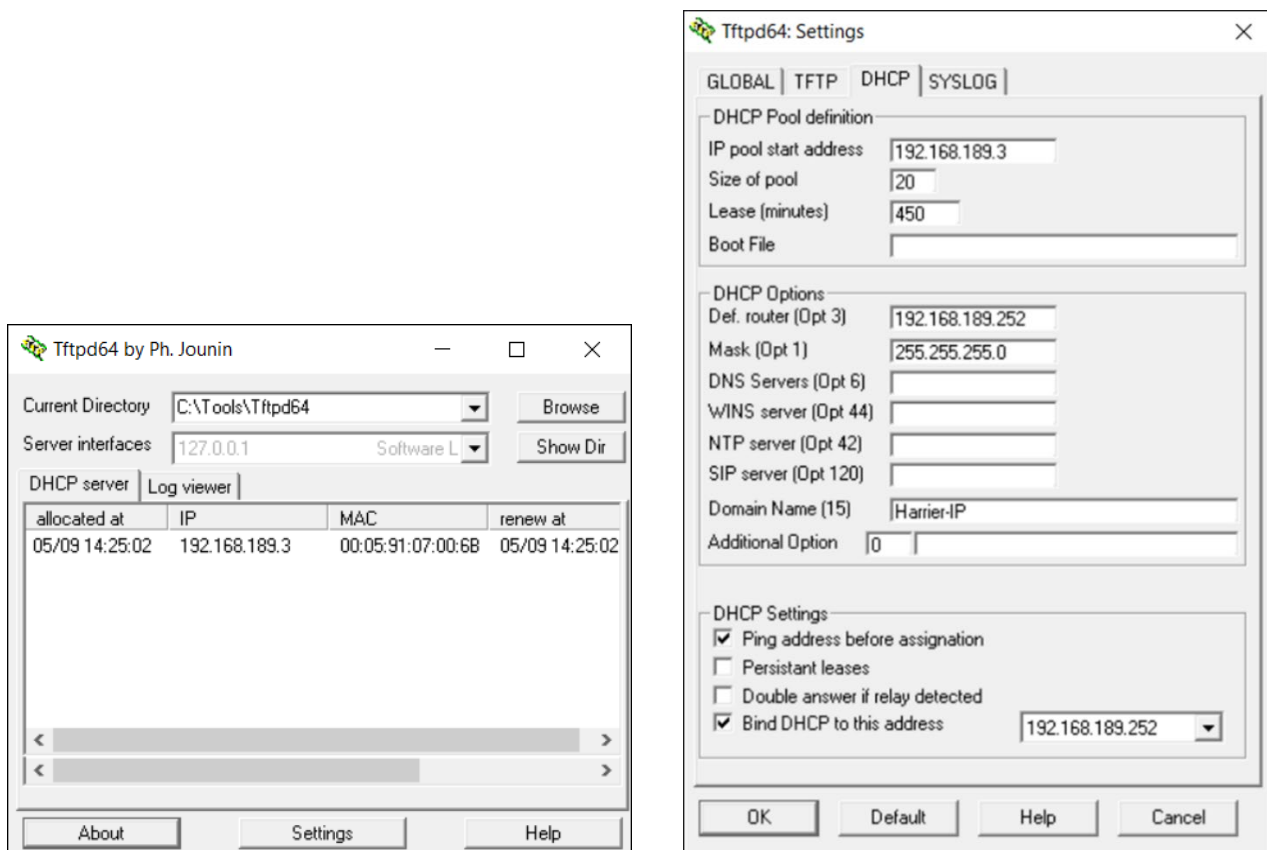 Tftpd64 by Ph. Jounin
Current Directory C:\Tools\Tftpd64 Browse
Server interfaces 127.0.0.1 Software L Show Dir
DHCP server Log viewer
allocated at IP MAC renew at
05/09 14:25:02 192.168.189.3 00:05:91:07:00:6B 05/09 14:25:02
About Settings Help
Tftpd64: Settings
GLOBAL TFTP DHCP SYSLOG
DHCP Pool definition
IP pool start address 192.168.189.3
Size of pool 20
Lease (minutes) 450
Boot File
DHCP Options
Def. router (Opt 3) 192.168.189.252
Mask (Opt 1) 255.255.255.0
DNS Servers (Opt 6)
WINS server (Opt 44)
NTP server (Opt 42)
SIP server (Opt 120)
Domain Name (15) Harrier-IP
Additional Option 0
DHCP Settings
Ping address before assignation
Persistant leases
Double answer if relay detected
Bind DHCP to this address 192.168.189.252
OK Default Help Cancel